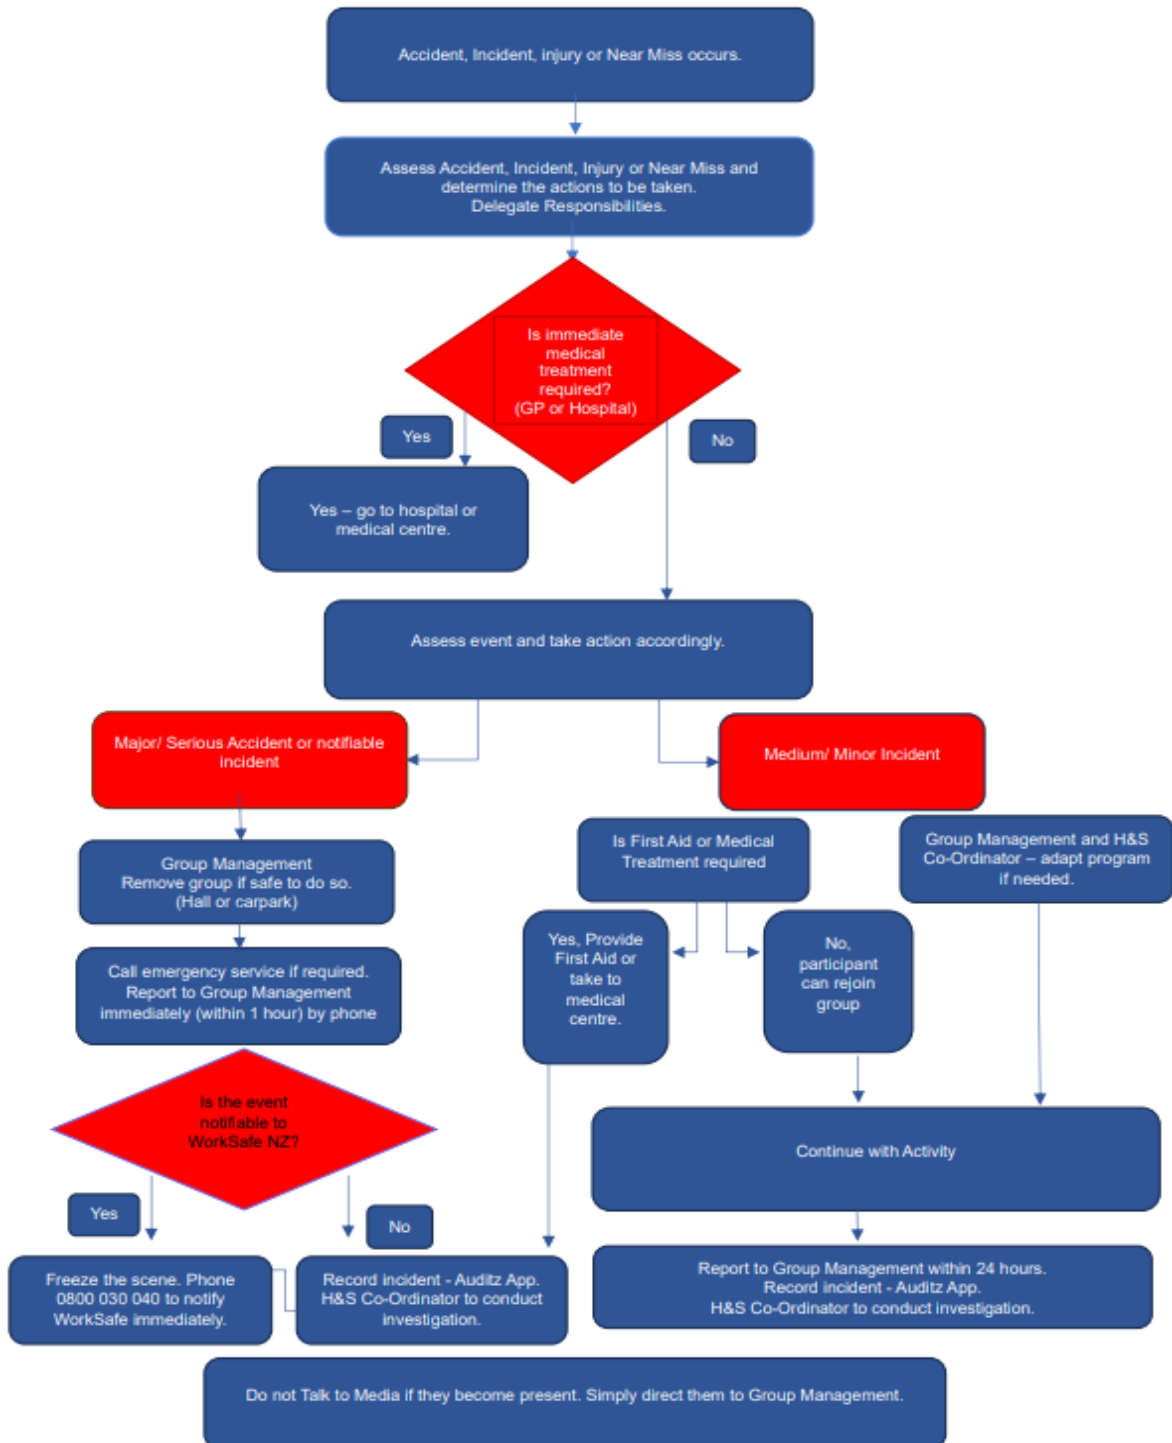 Accident, Incident, injury or Near Miss occurs.
Assess Accident, Incident, Injury or Near Miss and
determine the actions to be taken.
Delegate Responsibilities.
Is immediate
medical
treatment
required?
(GP or Hospital)
Yes
No
Yes – go to hospital or
medical centre.
Assess event and take action accordingly.
Major/ Serious Accident or notifiable
incident
Medium/ Minor Incident
Group Management
Remove group if safe to do so.
(Hall or carpark)
Is First Aid or Medical
Treatment required
Group Management and H&S
Co-Ordinator – adapt program
if needed.
Call emergency service if required.
Report to Group Management
immediately (within 1 hour) by phone
Yes, Provide
First Aid or
take to
medical
centre.
No,
participant
can rejoin
group
Is the event
notifiable to
WorkSafe NZ?
Continue with Activity
Yes
No
Freeze the scene. Phone
0800 030 040 to notify
WorkSafe immediately.
Record incident - Auditz App.
H&S Co-Ordinator to conduct
investigation.
Report to Group Management within 24 hours.
Record incident - Auditz App.
H&S Co-Ordinator to conduct investigation.
Do not Talk to Media if they become present. Simply direct them to Group Management.